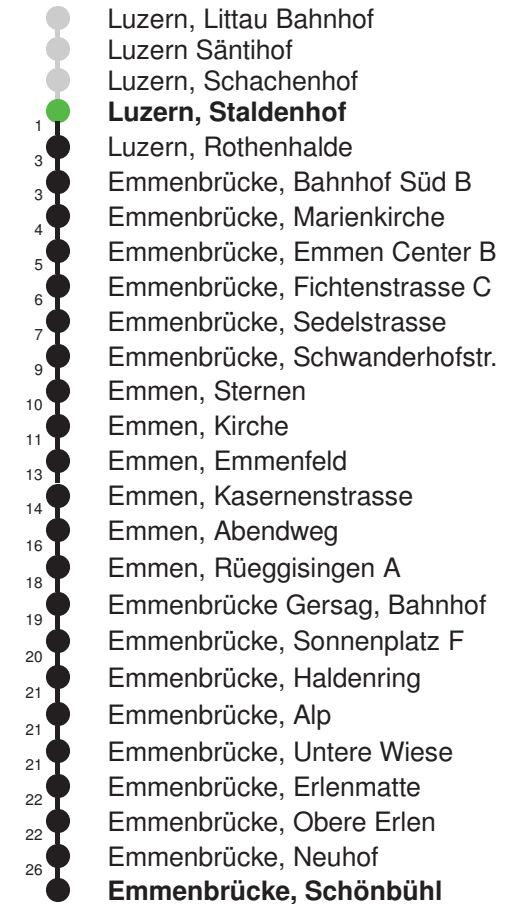 Luzern, Littau Bahnhof
Luzern Säntihof
Luzern, Schachenhof
Luzern, Staldenhof
1
Luzern, Rothenhalde
3
Emmenbrücke, Bahnhof Süd B
3
Emmenbrücke, Marienkirche
4
Emmenbrücke, Emmen Center B
5
Emmenbrücke, Fichtenstrasse C
6
Emmenbrücke, Sedelstrasse
7
Emmenbrücke, Schwanderhofstr.
9
Emmen, Sternen
10
Emmen, Kirche
11
Emmen, Emmenfeld
13
Emmen, Kasernenstrasse
14
Emmen, Abendweg
16
Emmen, Rüeggisingen A
18
Emmenbrücke Gersag, Bahnhof
19
Emmenbrücke, Sonnenplatz F
20
Emmenbrücke, Haldenring
21
Emmenbrücke, Alp
21
Emmenbrücke, Untere Wiese
21
Emmenbrücke, Erlenmatte
22
Emmenbrücke, Obere Erlen
22
Emmenbrücke, Neuhof
26
Emmenbrücke, Schönbühl